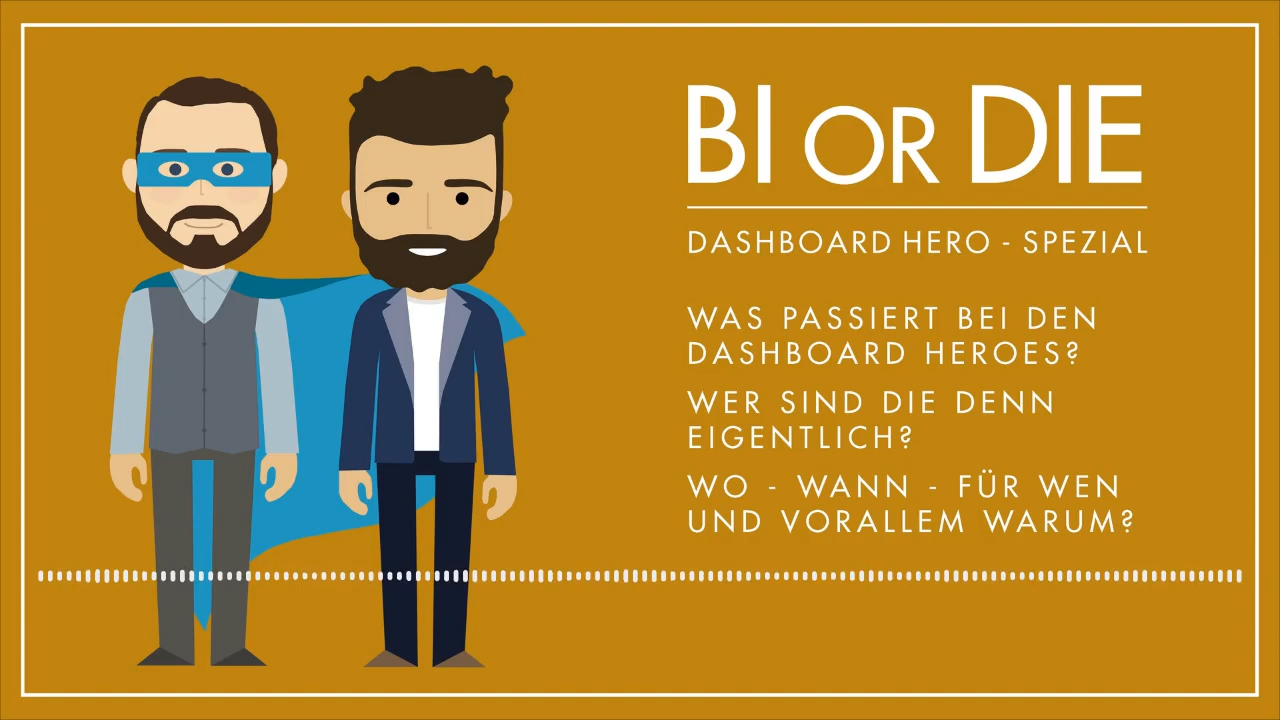 BI OR DIE
DASHBOARD HERO - SPEZIAL
WAS PASSIERT BEI DEN
DASHBOARD HEROES?
WER SIND DIE DENN
EIGENTLICH?
WO - WANN - FÜR WEN
UND VORALLEM WARUM?